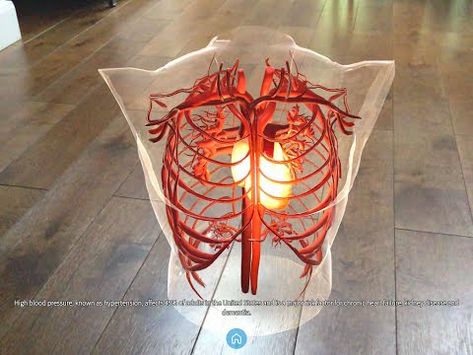 High blood pressure, known as hypertension, affects 45% of adults in the United States and is a major risk factor for chronic heart failure, kidney disease and
dementia.